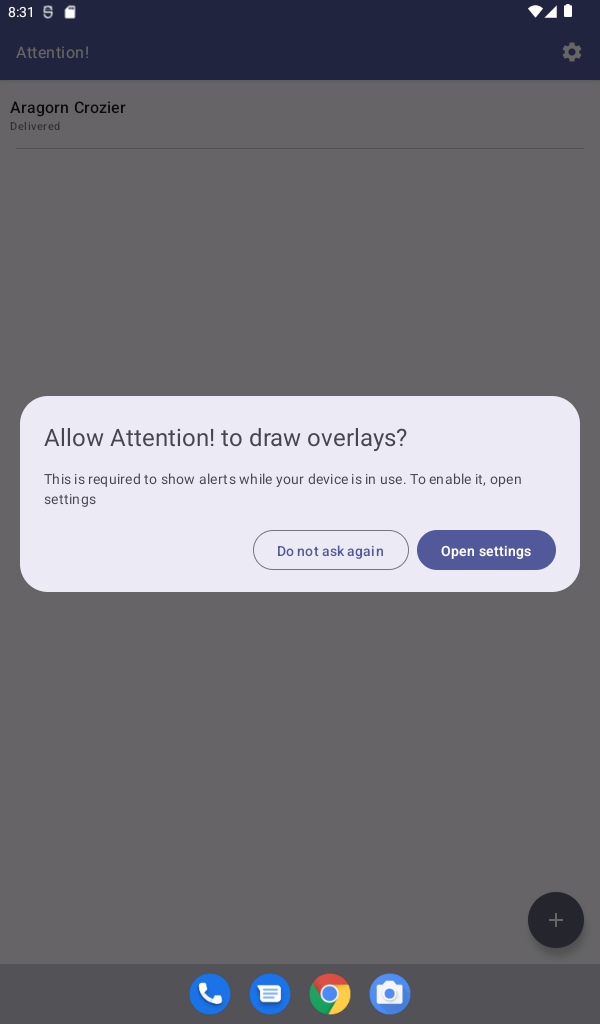 8:31
Attention!
Aragorn Crozier
Delivered
Allow Attention! to draw overlays?
This is required to show alerts while your device is in use. To enable it, open
settings
Do not ask again
Open settings